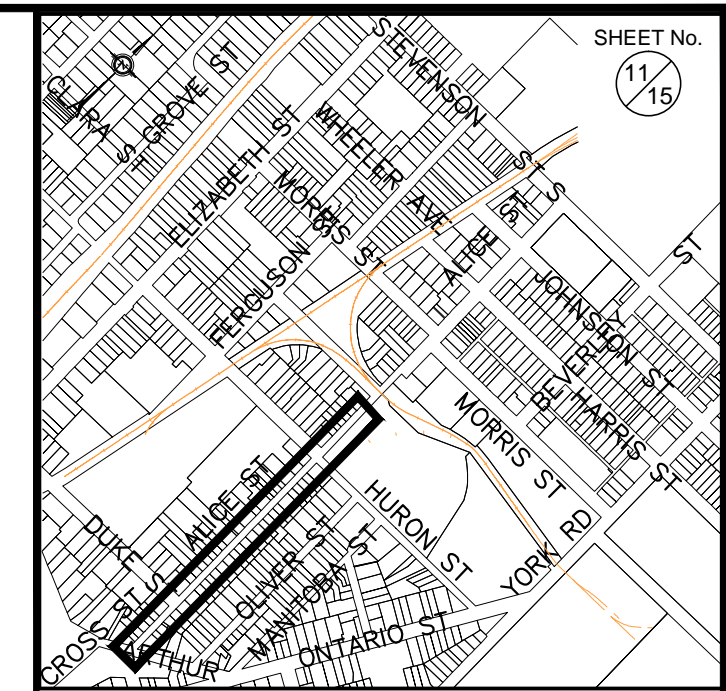 SHEET No.
11
15
STEVENSON ST S
CLARA ST
GROVE ST
ELIZABETH ST
WHEELER AVE
MORRIS ST
FERGUSON ST
ALICE ST
ST
JOHNSTON ST
BEVERLEY
HARRIS ST
MORRIS ST
YORK RD
HURON ST
ALICE ST
DUKE
OLIVER ST
MANITOBA ST
ONTARIO ST
CROSS ST
ARTHUR ST S